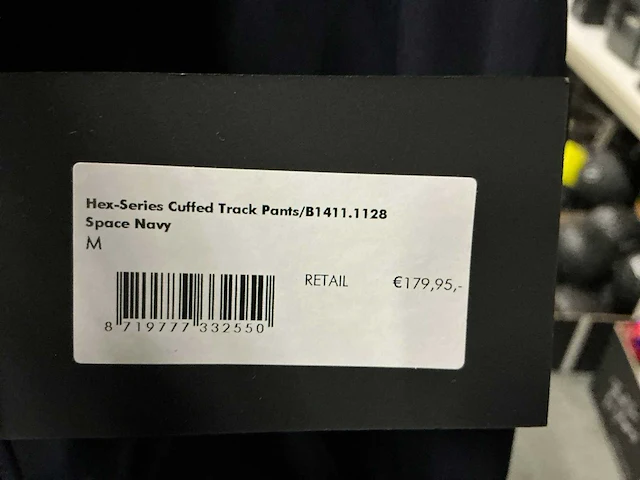 Hex-Series Cuffed Track Pants/B1411.1128
Space Navy
M
RETAIL €179,95,-
8 719777 332550